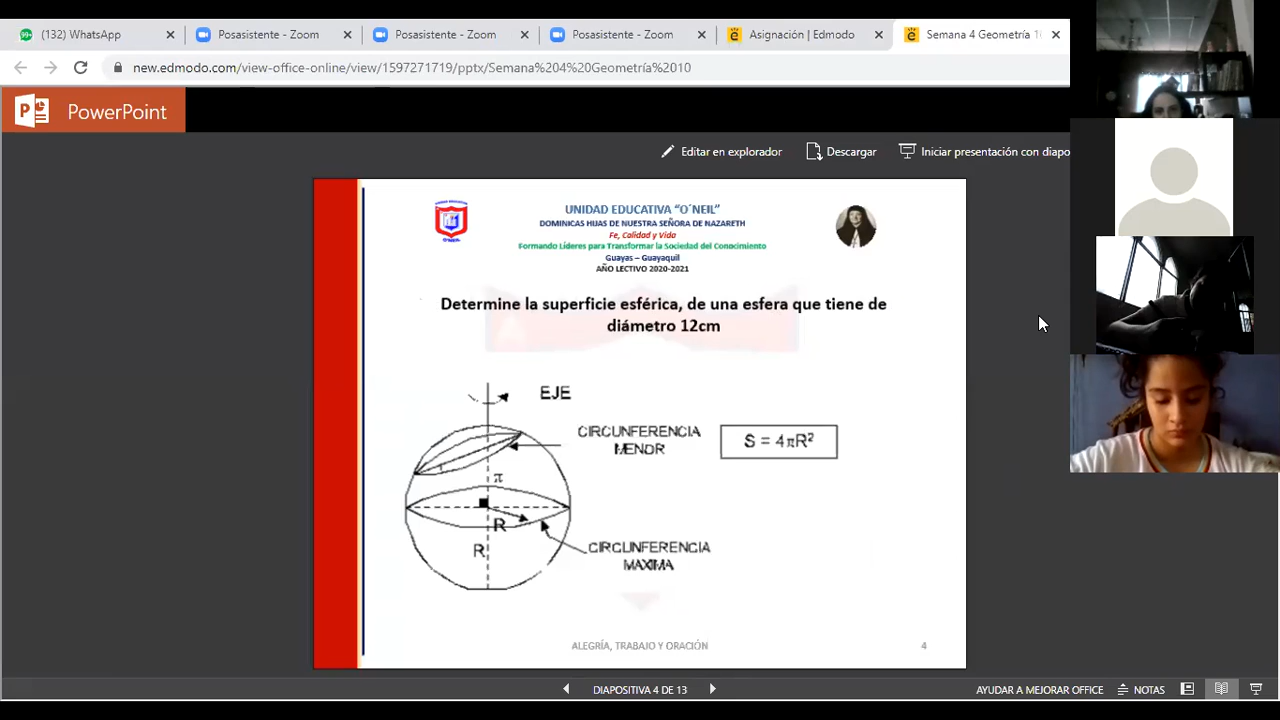 99+ (132) WhatsApp
Posasistente - Zoom
Posasistente - Zoom
Posasistente - Zoom
Asignación | Edmodo
Semana 4 Geometría 1
new.edmodo.com/view-office-online/view/1597271719/pptx/Semana%204%20Geometría%2010
PowerPoint
Editar en explorador
Descargar
Iniciar presentación con diapo
UNIDAD EDUCATIVA “O´NEIL”
DOMINICAS HIJAS DE NUESTRA SEÑORA DE NAZARETH
Fe, Calidad y Vida
Formando Líderes para Transformar la Sociedad del Conocimiento
Guayas – Guayaquil
AÑO LECTIVO 2020-2021
Determine la superficie esférica, de una esfera que tiene de
diámetro 12cm
EJE
CIRCUNFERENCIA
MENOR
S = 4πR²
π
R
R
CIRCUNFERENCIA
MAXIMA
ALEGRÍA, TRABAJO Y ORACIÓN
4
DIAPOSITIVA 4 DE 13
AYUDAR A MEJORAR OFFICE
NOTAS